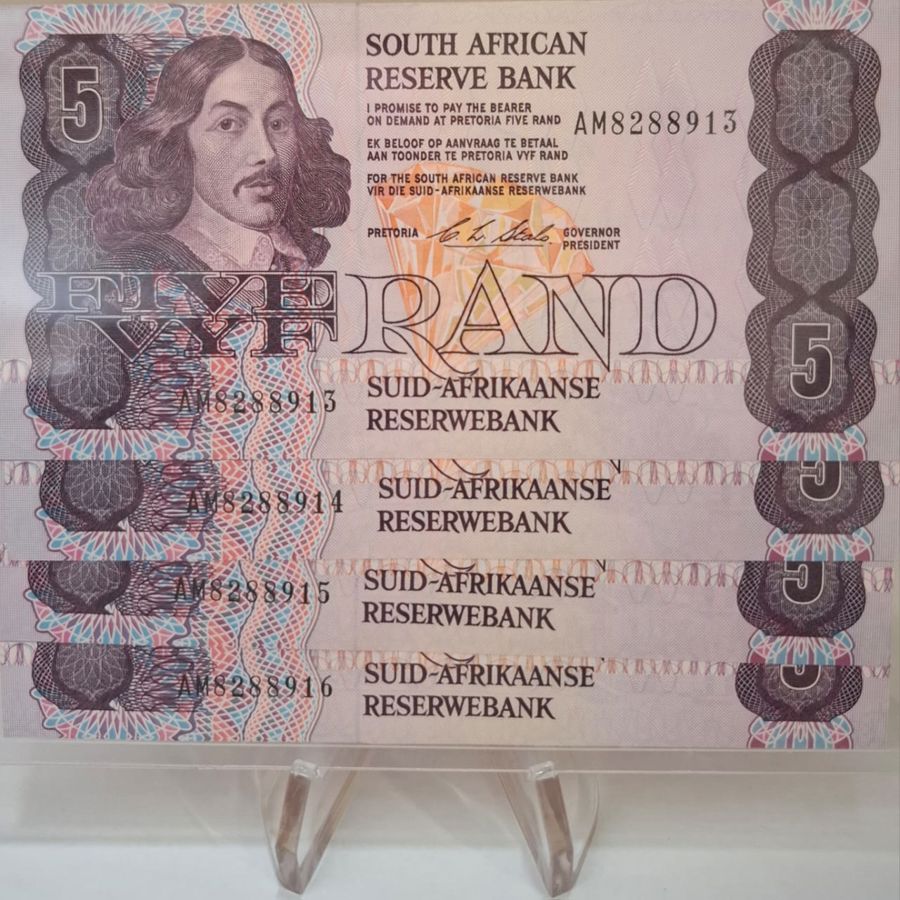 5
SOUTH AFRICAN
RESERVE BANK
I PROMISE TO PAY THE BEARER
ON DEMAND AT PRETORIA FIVE RAND
AM8288913
EK BELOOF OP AANVRAAG TE BETAAL
AAN TOONDER TE PRETORIA VYF RAND
FOR THE SOUTH AFRICAN RESERVE BANK
VIR DIE SUID-AFRIKAANSE RESERWEBANK
PRETORIA
GOVERNOR
PRESIDENT
FIVE
VYF
RAND
5
AM8288913
SUID-AFRIKAANSE
RESERWEBANK
AM8288914
SUID-AFRIKAANSE
RESERWEBANK
5
AM8288915
SUID-AFRIKAANSE
RESERWEBANK
5
AM8288916
SUID-AFRIKAANSE
RESERWEBANK